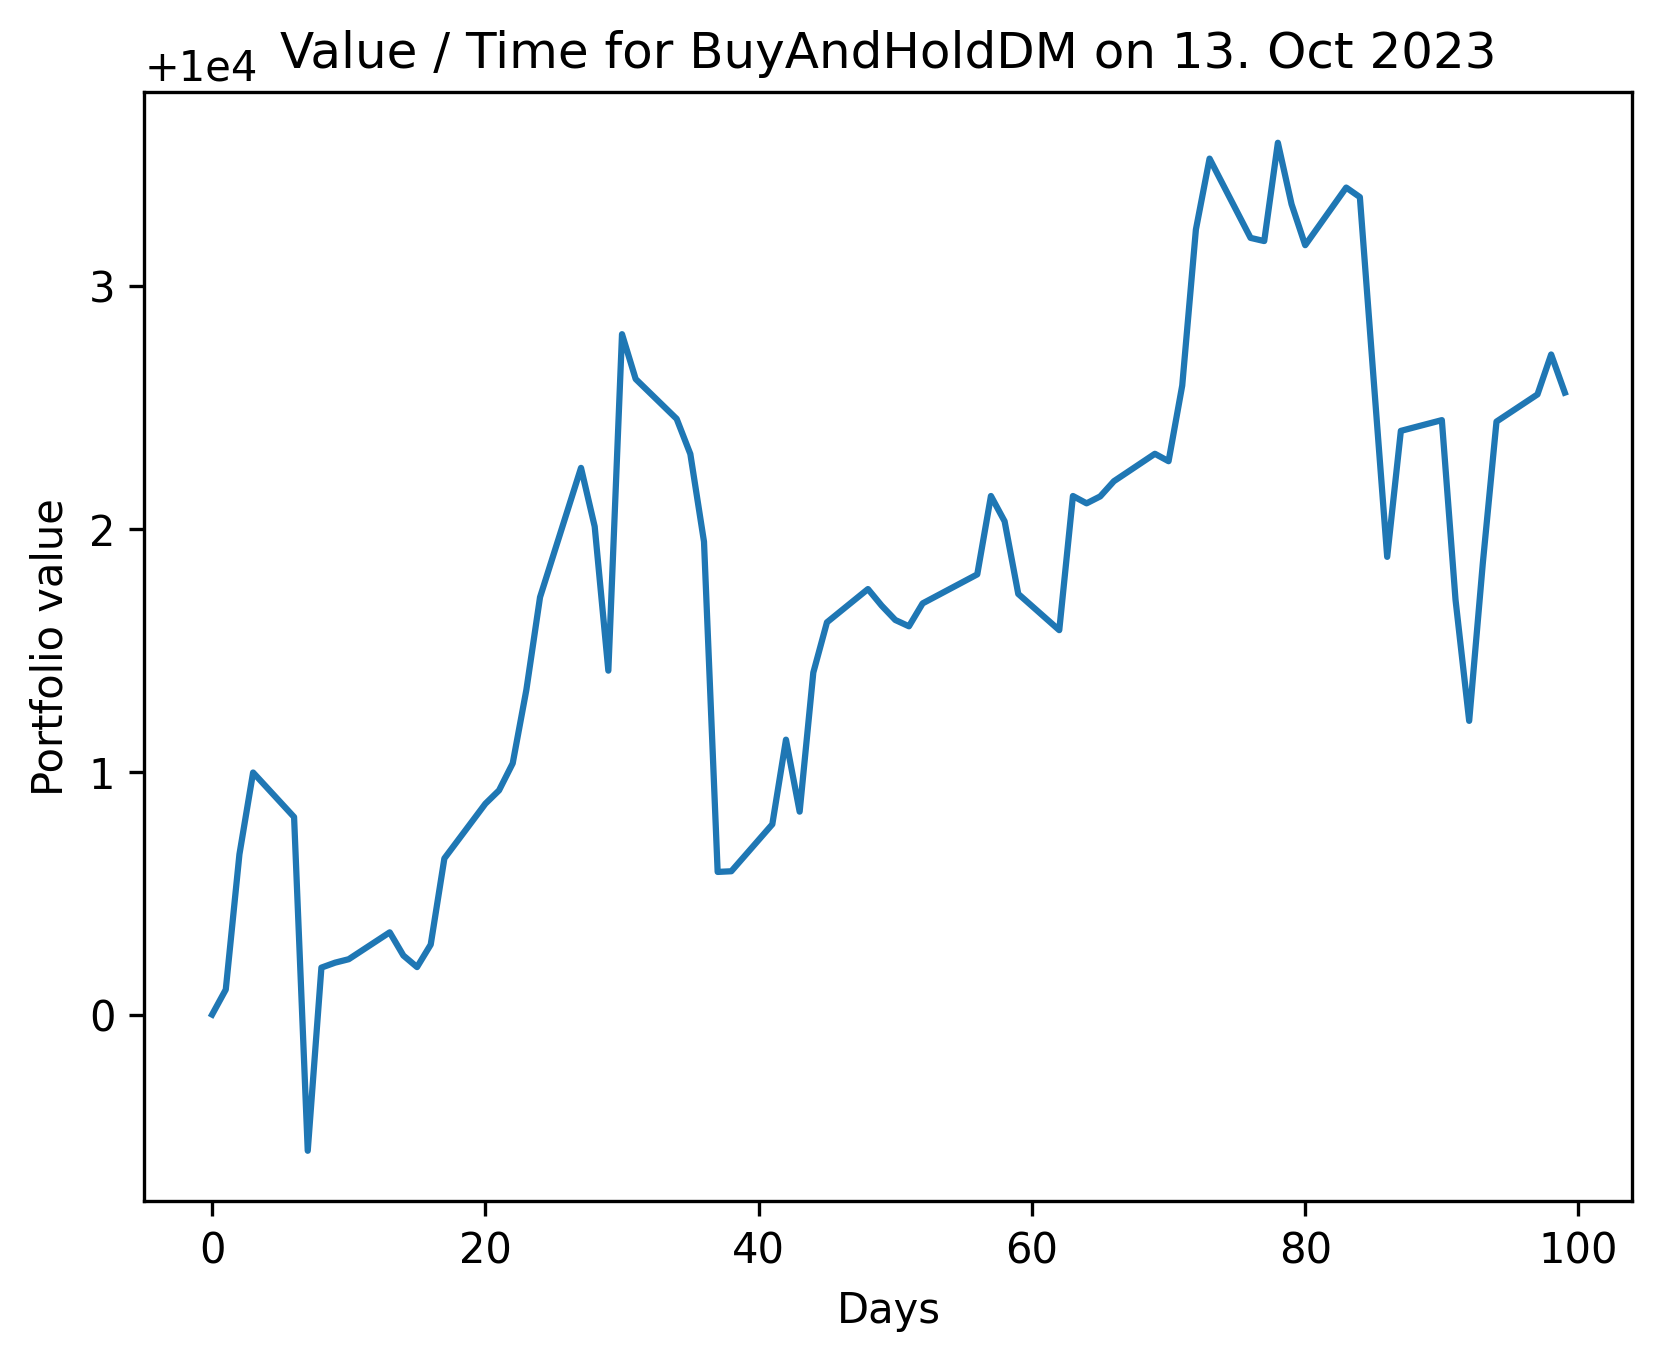 Value / Time for BuyAndHoldDM on 13. Oct 2023
+1e4
3
2
1
0
Portfolio value
0 20 40 60 80 100
Days